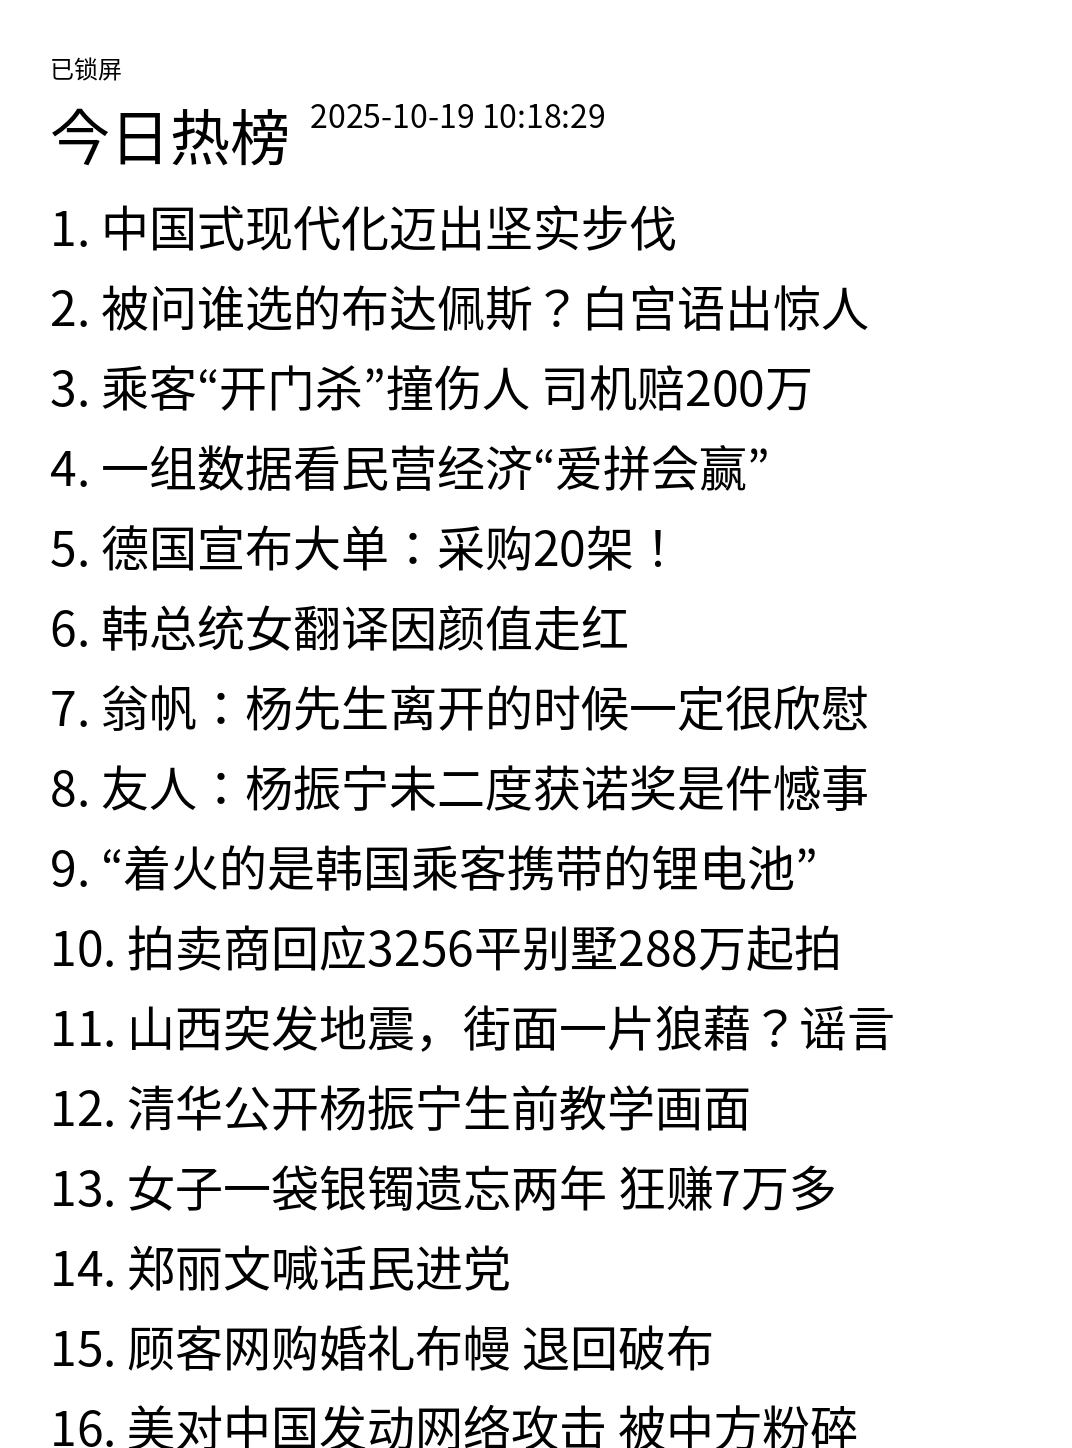 已锁屏
今日热榜 2025-10-19 10:18:29
1. 中国式现代化迈出坚实步伐
2. 被问谁选的布达佩斯？白宫语出惊人
3. 乘客“开门杀”撞伤人 司机赔200万
4. 一组数据看民营经济“爱拼会赢”
5. 德国宣布大单：采购20架！
6. 韩总统女翻译因颜值走红
7. 翁帆：杨先生离开的时候一定很欣慰
8. 友人：杨振宁未二度获诺奖是件憾事
9. “着火的是韩国乘客携带的锂电池”
10. 拍卖商回应3256平别墅288万起拍
11. 山西突发地震，街面一片狼藉？谣言
12. 清华公开杨振宁生前教学画面
13. 女子一袋银镯遗忘两年 狂赚7万多
14. 郑丽文喊话民进党
15. 顾客网购婚礼布幔 退回破布
16. 美对中国发动网络攻击 被中方粉碎